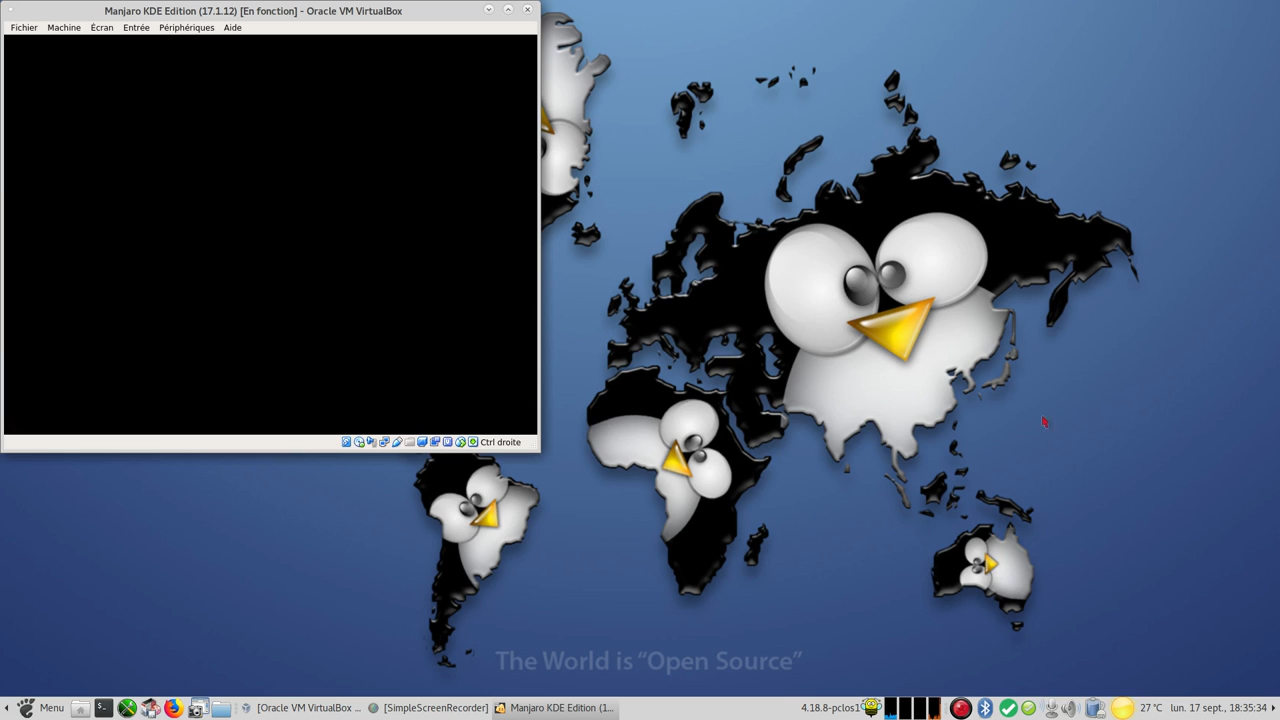 Manjaro KDE Edition (17.1.12) [En fonction] - Oracle VM VirtualBox
Fichier Machine Écran Entrée Périphériques Aide
Ctrl droite
The World is “Open Source”
Menu [Oracle VM VirtualBox ... [SimpleScreenRecorder] Manjaro KDE Edition (1... 4.18.8-pclos1 27 °C lun. 17 sept., 18:35:34